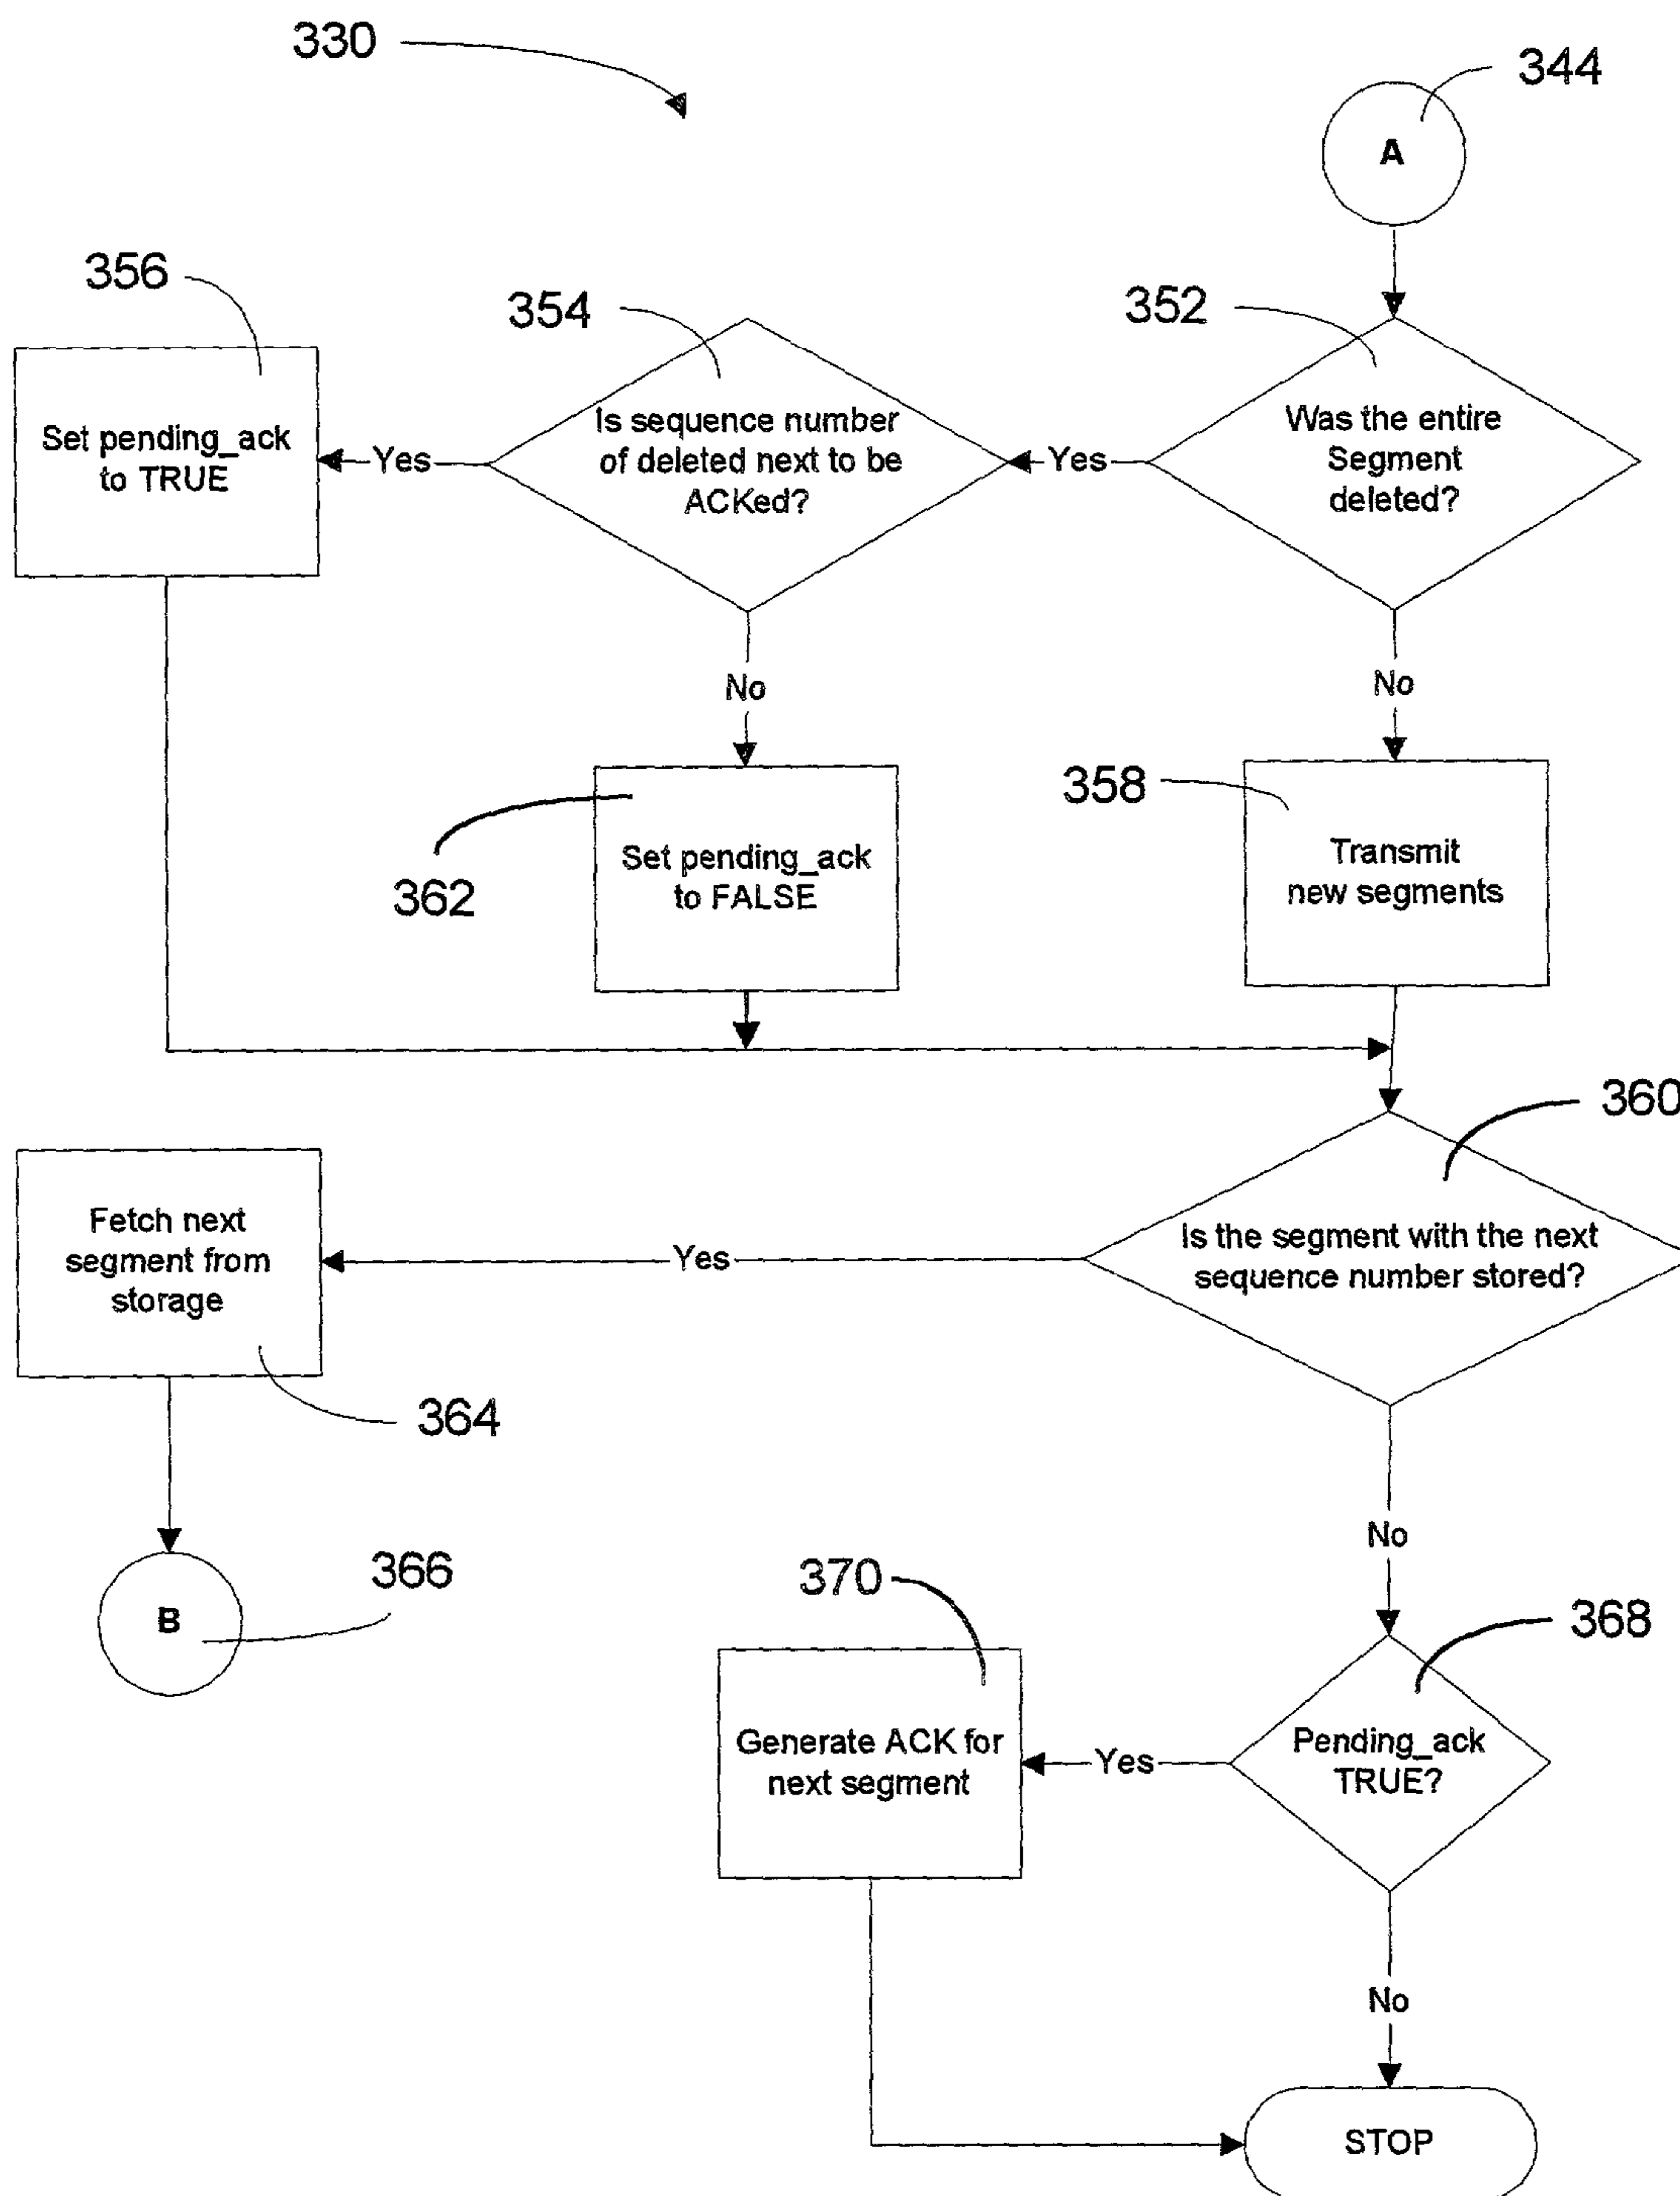 330
344
A
356
354
352
Set pending_ack
to TRUE
Yes
Is sequence number
of deleted next to be
ACKed?
Yes
Was the entire
Segment
deleted?
No
No
362
Set pending_ack
to FALSE
358
Transmit
new segments
360
Fetch next
segment from
storage
Yes
Is the segment with the next
sequence number stored?
364
No
366
B
370
368
Generate ACK for
next segment
Yes
Pending_ack
TRUE?
No
STOP